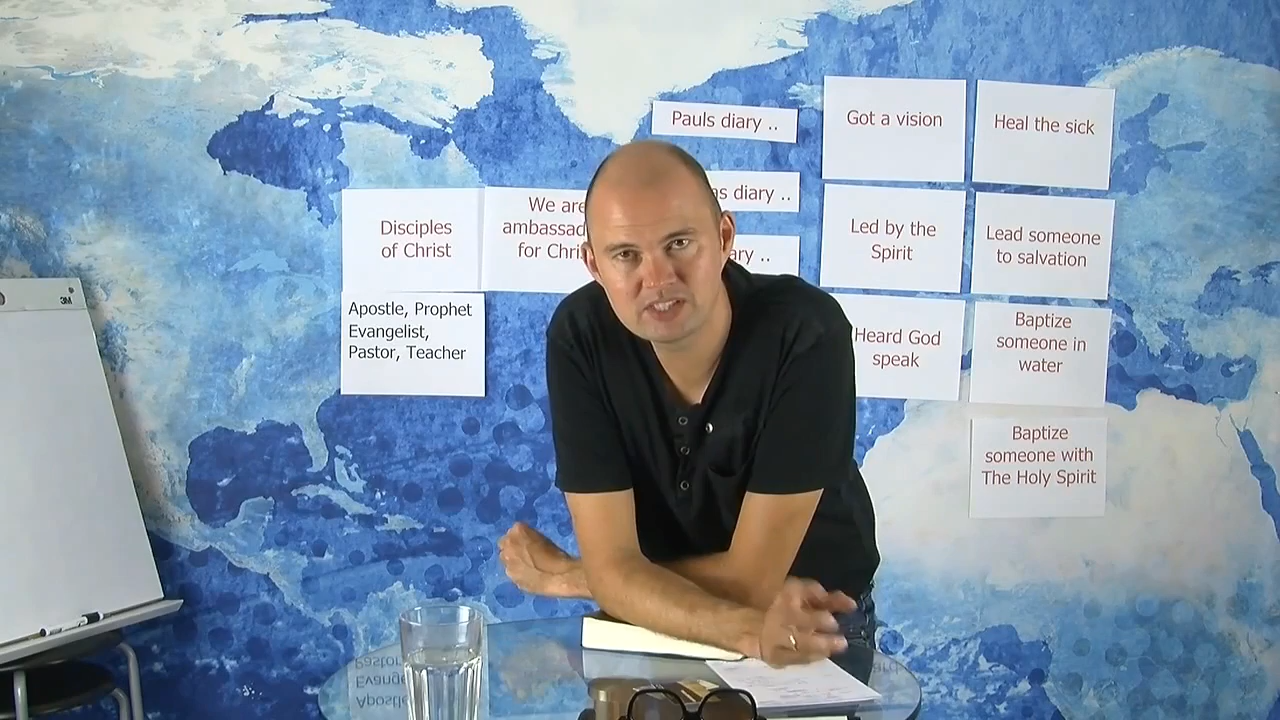 3M
Disciples
of Christ
We are
for
Apostle, Prophet
Evangelist,
Pastor, Teacher
Pauls diary ..
diary ..
..
Got a vision
Led by the
Spirit
Heard God
speak
Heal the sick
Lead someone
to salvation
Baptize
someone in
water
Baptize
someone with
The Holy Spirit